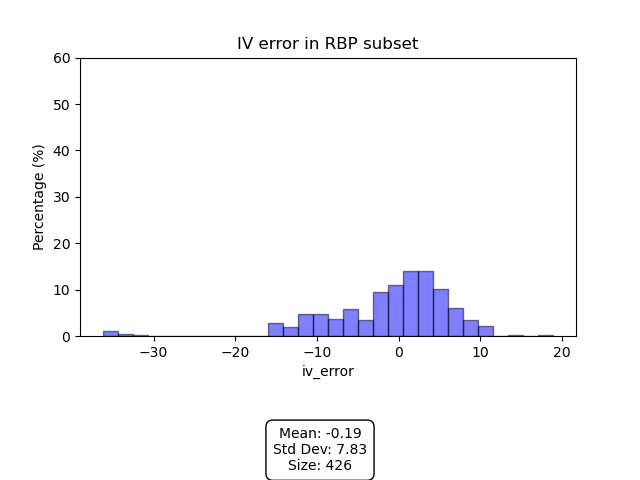 IV error in RBP subset
60
50
40
30
20
10
0
Percentage (%)
−30
−20
−10
0
10
20
iv_error
Mean: -0.19
Std Dev: 7.83
Size: 426